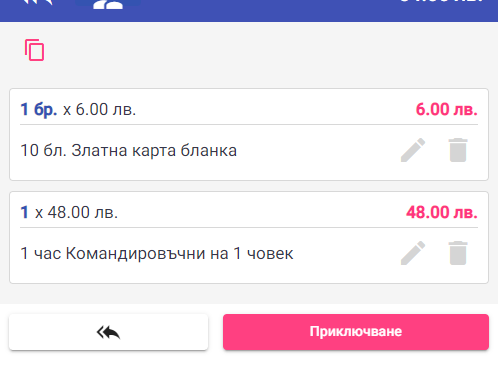 1 бр. x 6.00 лв. 6.00 лв.
10 бл. Златна карта бланка
1 x 48.00 лв. 48.00 лв.
1 час Командировъчни на 1 човек
Приключване